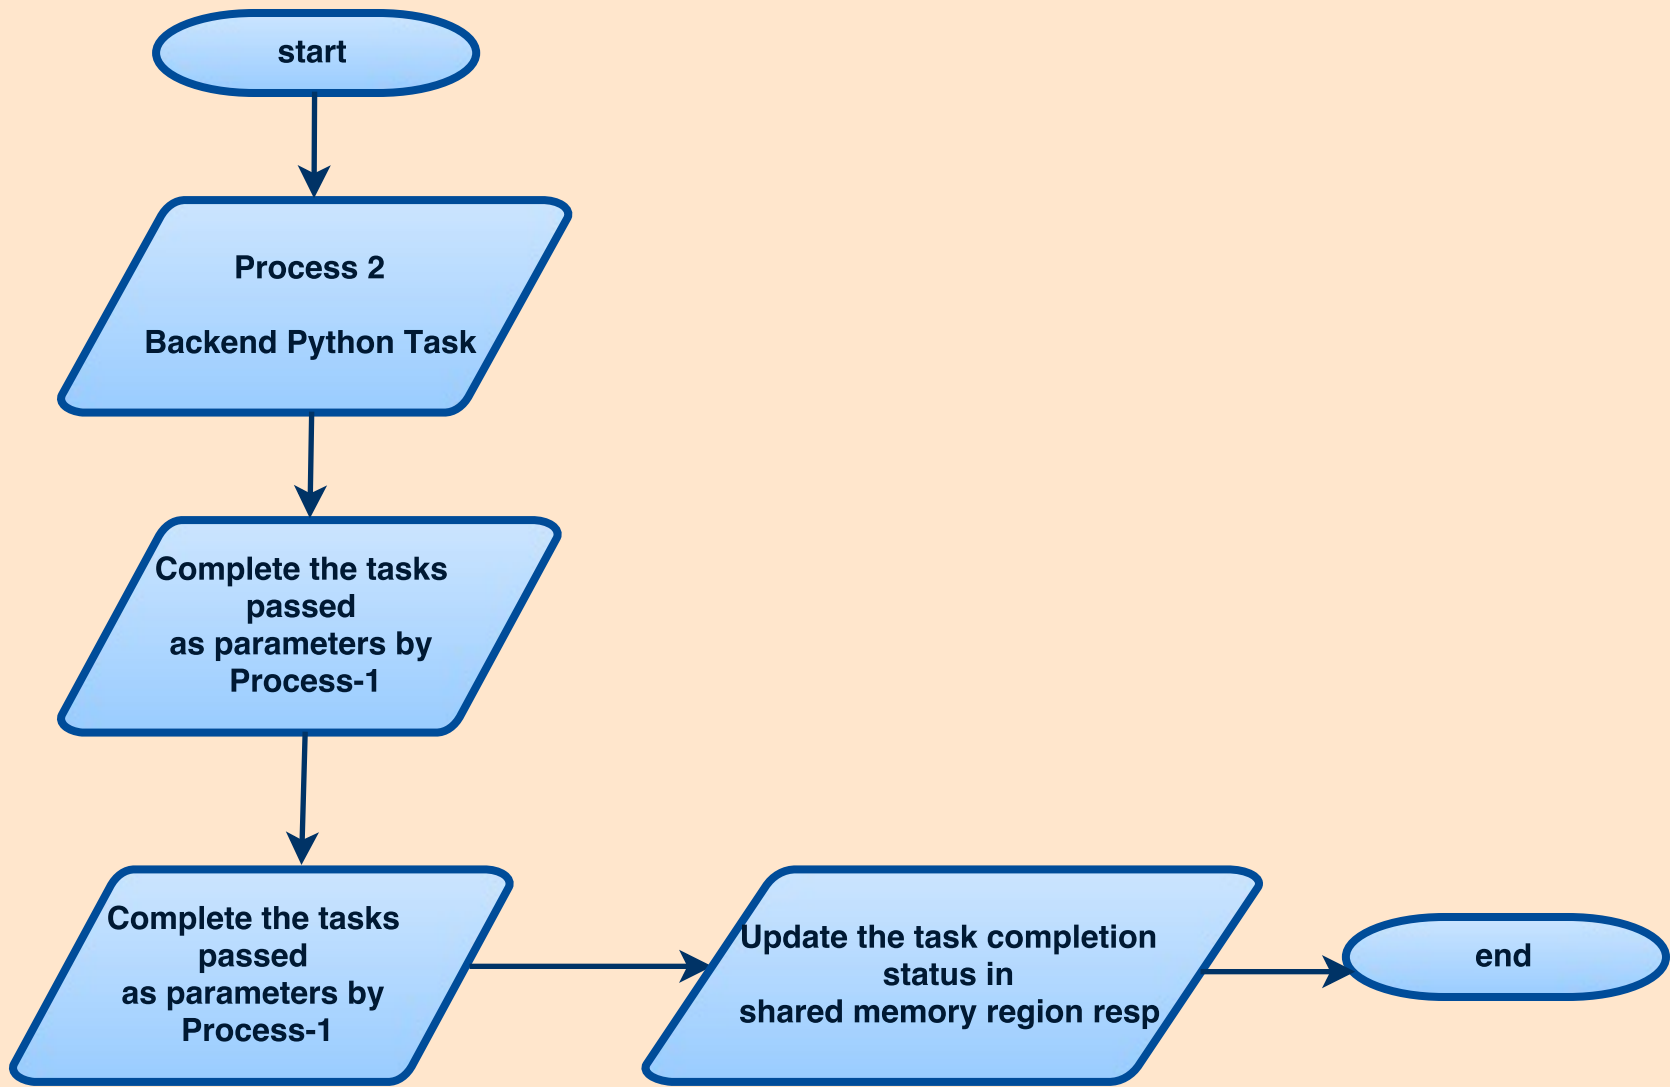 start
Process 2
Backend Python Task
Complete the tasks
passed
as parameters by
Process-1
Complete the tasks
passed
as parameters by
Process-1
Update the task completion
status in
shared memory region resp
end